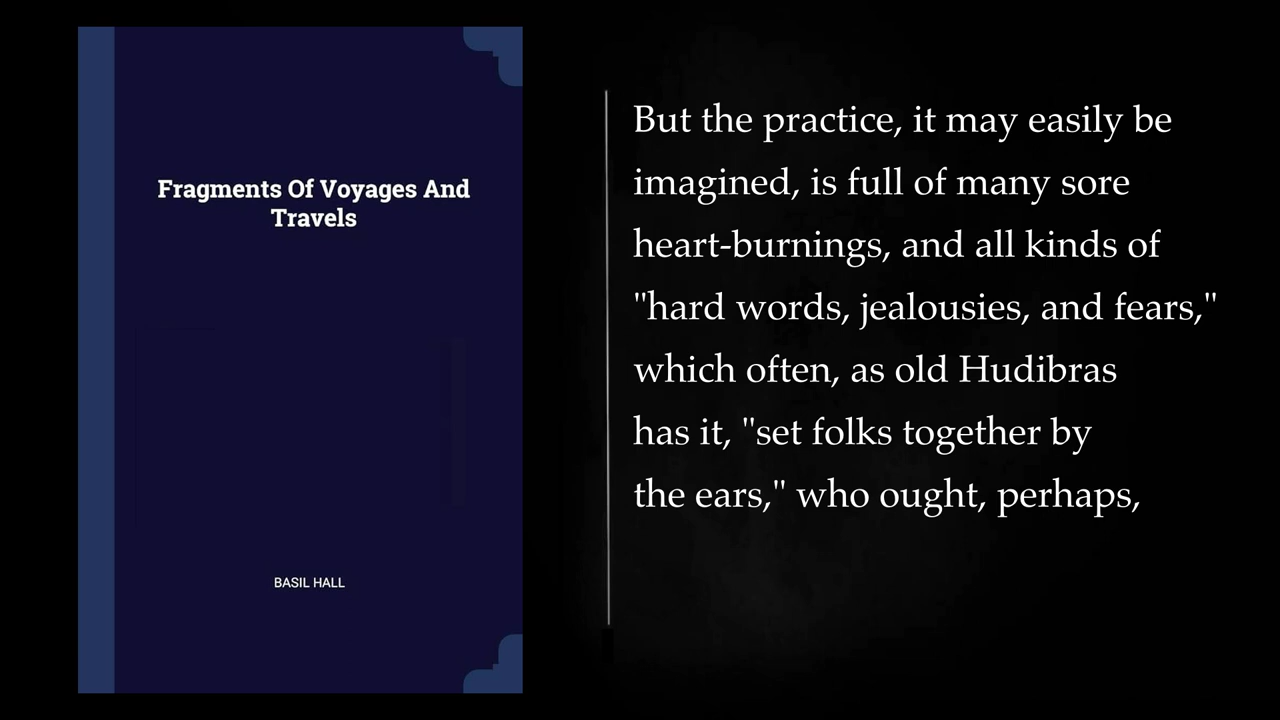 Fragments Of Voyages And
Travels
BASIL HALL
But the practice, it may easily be
imagined, is full of many sore
heart-burnings, and all kinds of
"hard words, jealousies, and fears,"
which often, as old Hudibras
has it, "set folks together by
the ears," who ought, perhaps,